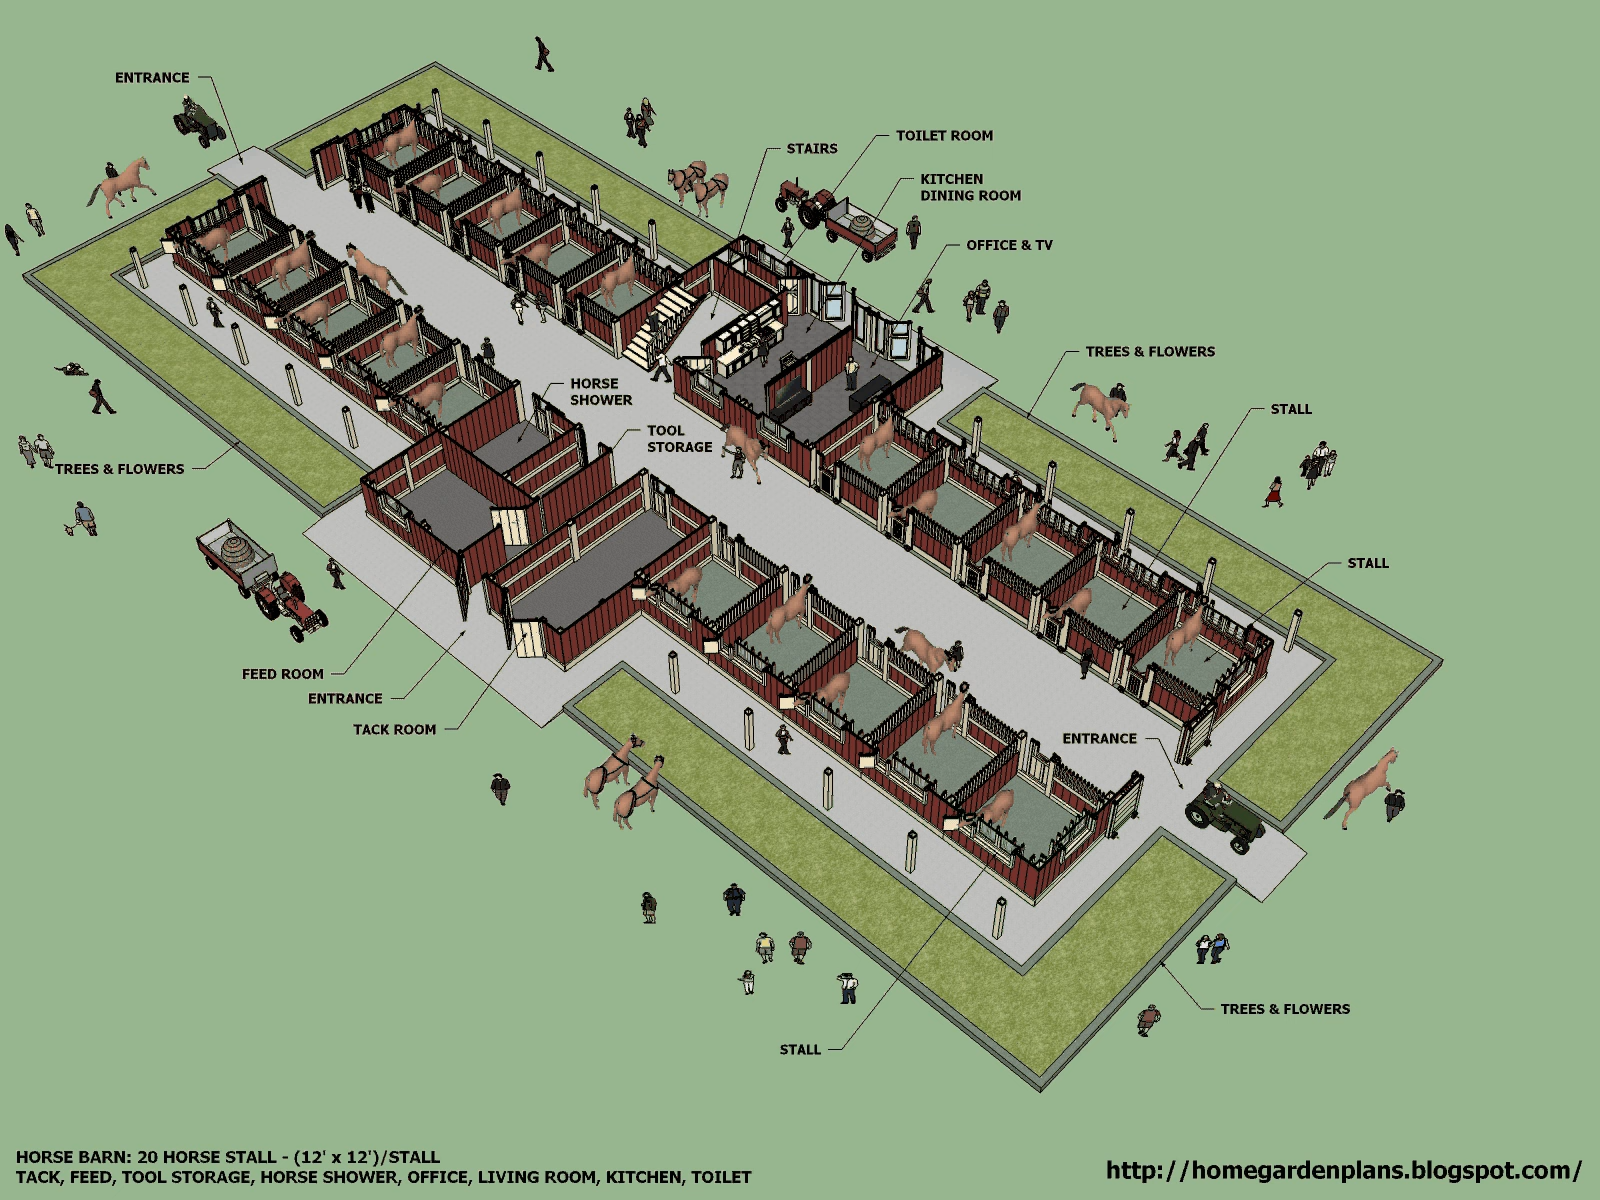 ENTRANCE
TOILET ROOM
STAIRS
KITCHEN
DINING ROOM
OFFICE & TV
TREES & FLOWERS
HORSE
SHOWER
STALL
TOOL
STORAGE
TREES & FLOWERS
STALL
FEED ROOM
ENTRANCE
TACK ROOM
ENTRANCE
TREES & FLOWERS
STALL
HORSE BARN: 20 HORSE STALL - (12' x 12')/STALL
TACK, FEED, TOOL STORAGE, HORSE SHOWER, OFFICE, LIVING ROOM, KITCHEN, TOILET
http://homegardenplans.blogspot.com/